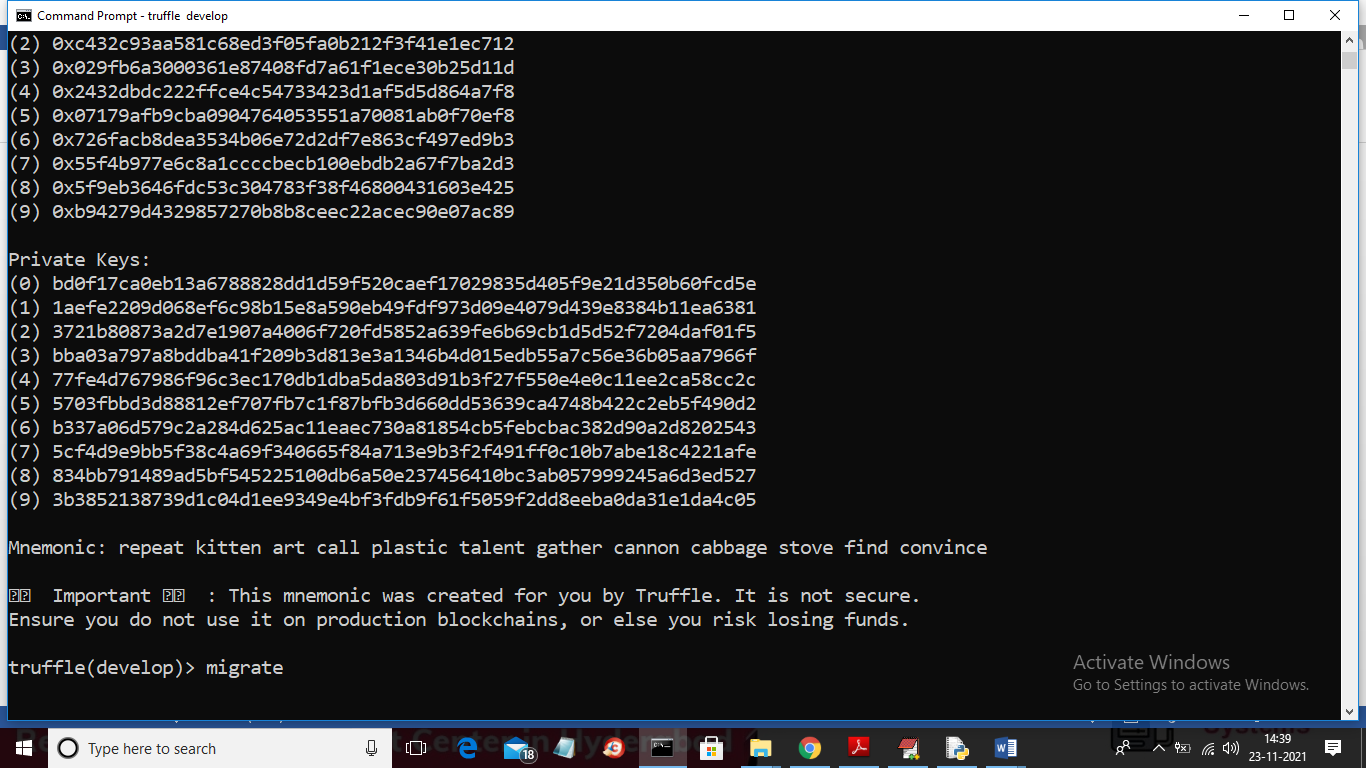 Command Prompt - truffle develop
(2) 0xc432c93aa581c68ed3f05fa0b212f3f41e1ec712
(3) 0x029fb6a3000361e87408fd7a61f1ece30b25d11d
(4) 0x2432dbdc222ffce4c54733423d1af5d5d864a7f8
(5) 0x07179afb9cba0904764053551a70081ab0f70ef8
(6) 0x726facb8dea3534b06e72d2df7e863cf497ed9b3
(7) 0x55f4b977e6c8a1ccccbecb100ebdb2a67f7ba2d3
(8) 0x5f9eb3646fdc53c304783f38f46800431603e425
(9) 0xb94279d4329857270b8b8ceec22acec90e07ac89
Private Keys:
(0) bd0f17ca0eb13a6788828dd1d59f520caef17029835d405f9e21d350b60fcd5e
(1) 1aefe2209d068ef6c98b15e8a590eb49fdf973d09e4079d439e8384b11ea6381
(2) 3721b80873a2d7e1907a4006f720fd5852a639fe6b69cb1d5d52f7204daf01f5
(3) bba03a797a8bddba41f209b3d813e3a1346b4d015edb55a7c56e36b05aa7966f
(4) 77fe4d767986f96c3ec170db1dba5da803d91b3f27f550e4e0c11ee2ca58cc2c
(5) 5703fbbd3d88812ef707fb7c1f87bfb3d660dd53639ca4748b422c2eb5f490d2
(6) b337a06d579c2a284d625ac11eaec730a81854cb5febcbac382d90a2d8202543
(7) 5cf4d9e9bb5f38c4a69f340665f84a713e9b3f2f491ff0c10b7abe18c4221afe
(8) 834bb791489ad5bf545225100db6a50e237456410bc3ab057999245a6d3ed527
(9) 3b3852138739d1c04d1ee9349e4bf3fdb9f61f5059f2dd8eeba0da31e1da4c05
Mnemonic: repeat kitten art call plastic talent gather cannon cabbage stove find convince
Important : This mnemonic was created for you by Truffle. It is not secure.
Ensure you do not use it on production blockchains, or else you risk losing funds.
truffle(develop)> migrate
Activate Windows
Go to Settings to activate Windows.
Type here to search
18
14:39
23-11-2021